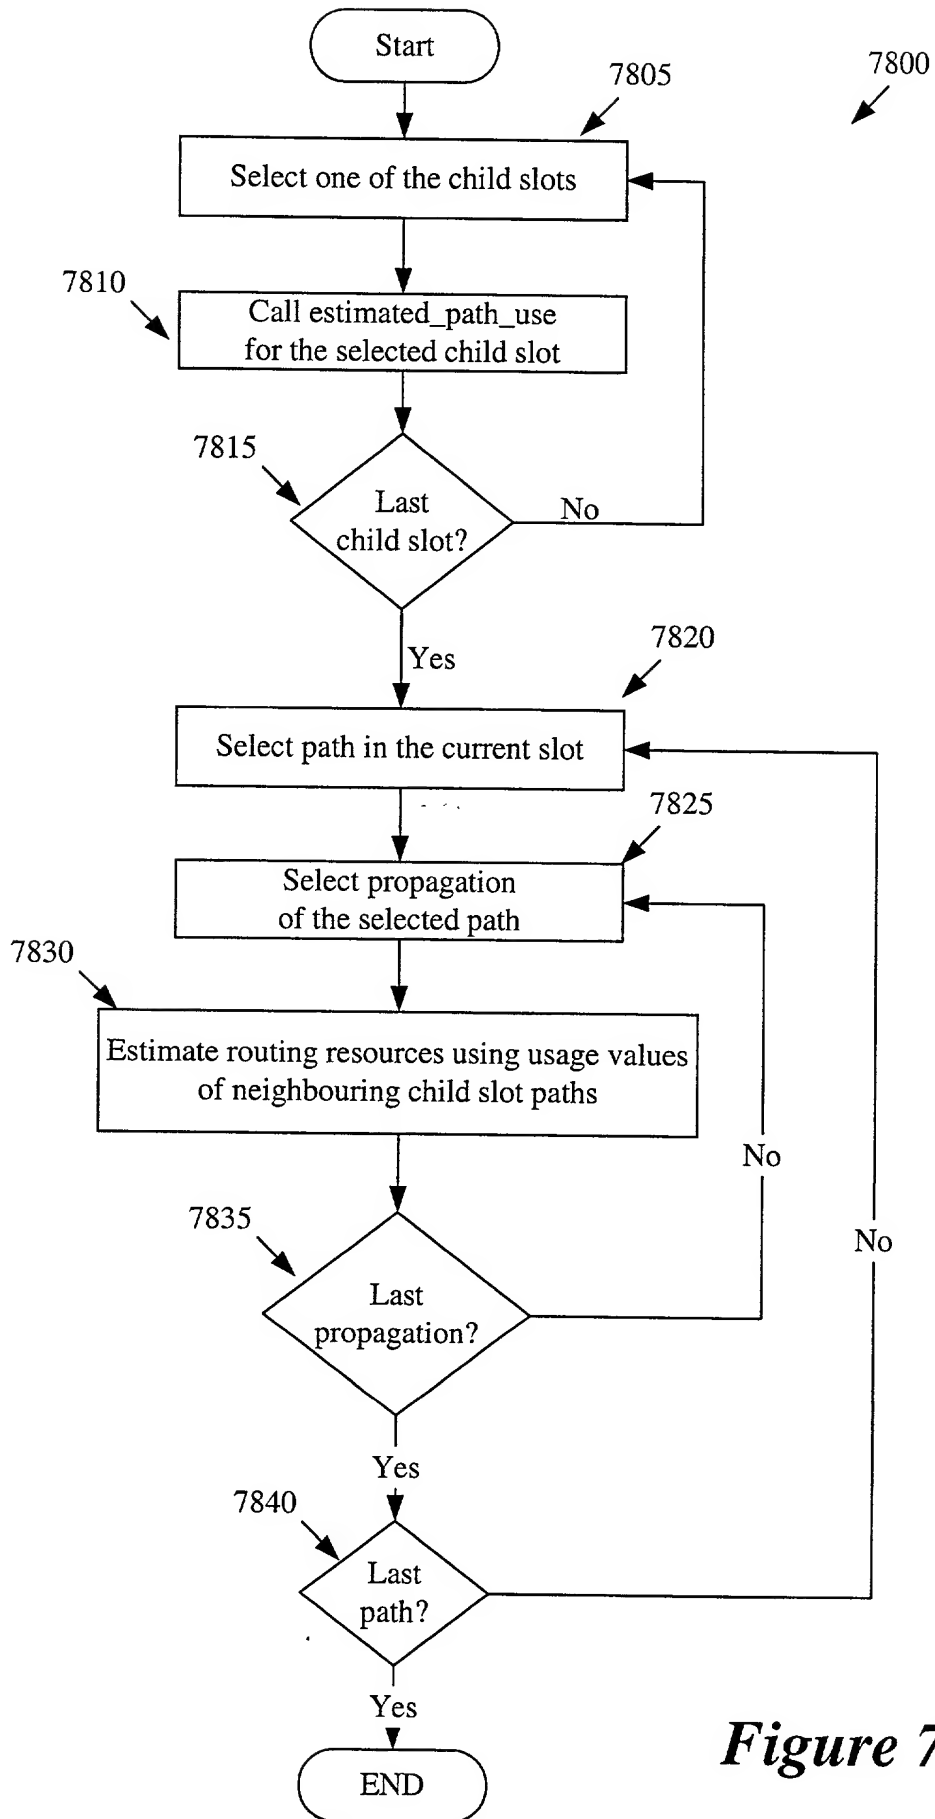 Start
7805
7800
Select one of the child slots
7810
Call estimated_path_use
for the selected child slot
7815
Last
child slot?
No
Yes
7820
Select path in the current slot
7825
Select propagation
of the selected path
7830
Estimate routing resources using usage values
of neighbouring child slot paths
No
7835
No
Last
propagation?
Yes
7840
Last
path?
Yes
Figure 7
END